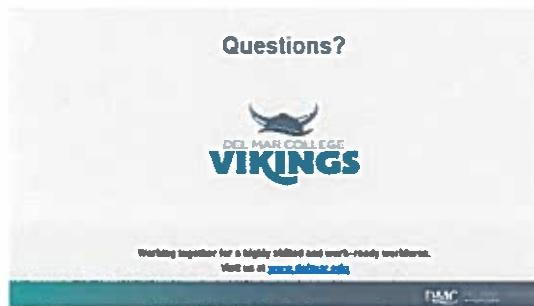 Questions?
DEL MAR COLLEGE
VIKINGS
Working together for a highly skilled and work-ready workforce.
Visit us at www.delmar.edu
DMC